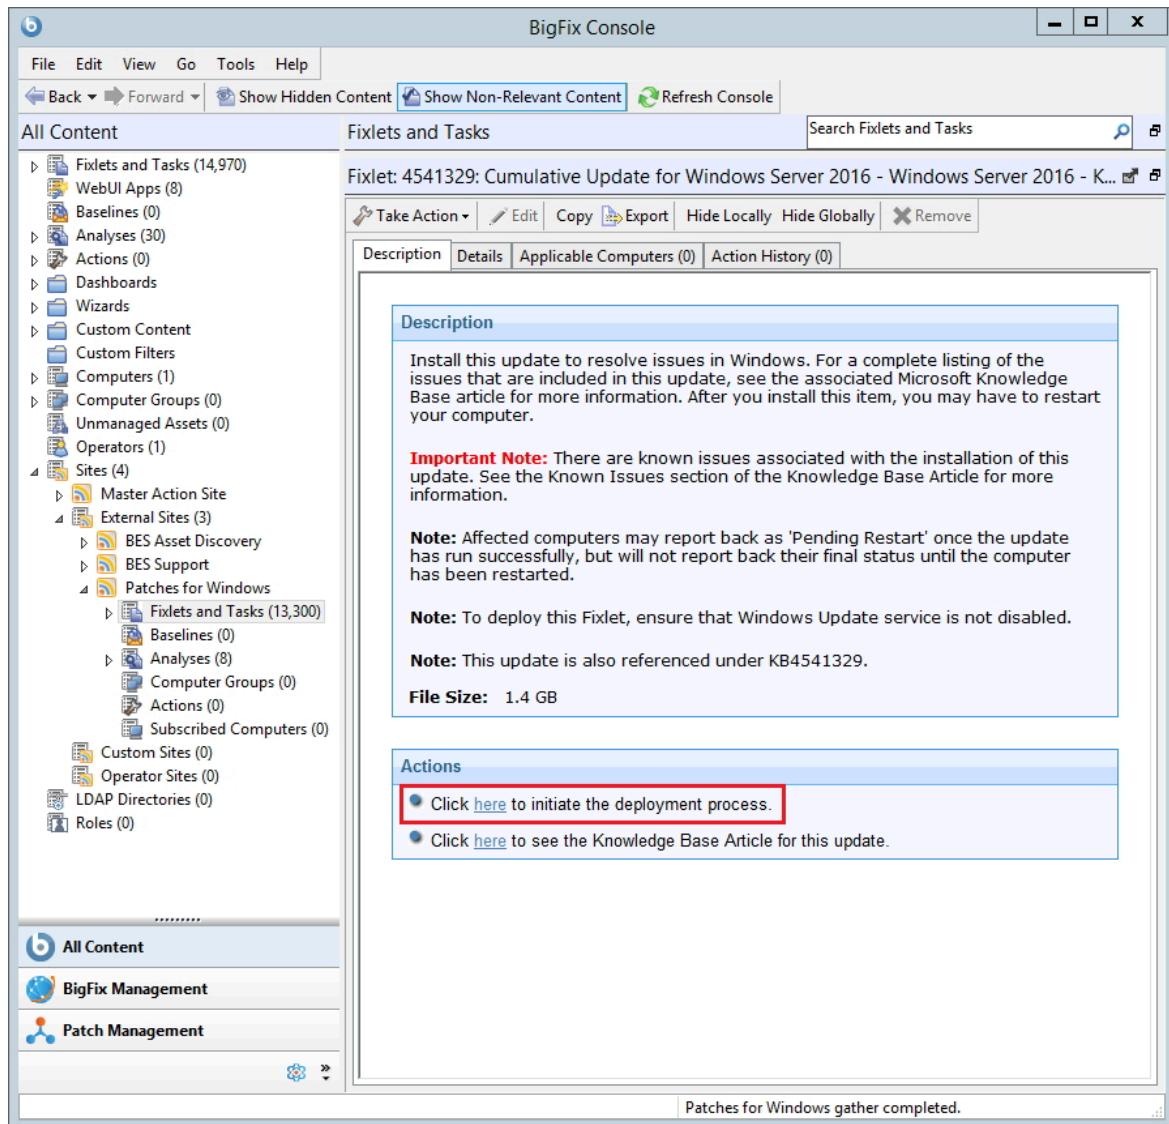 BigFix Console
File Edit View Go Tools Help
Back Forward Show Hidden Content Show Non-Relevant Content Refresh Console
All Content
Fixlets and Tasks (14,970)
WebUI Apps (8)
Baselines (0)
Analyses (30)
Actions (0)
Dashboards
Wizards
Custom Content
Custom Filters
Computers (1)
Computer Groups (0)
Unmanaged Assets (0)
Operators (1)
Sites (4)
Master Action Site
External Sites (3)
BES Asset Discovery
BES Support
Patches for Windows
Fixlets and Tasks (13,300)
Baselines (0)
Analyses (8)
Computer Groups (0)
Actions (0)
Subscribed Computers (0)
Custom Sites (0)
Operator Sites (0)
LDAP Directories (0)
Roles (0)
All Content
BigFix Management
Patch Management
Fixlets and Tasks
Search Fixlets and Tasks
Fixlet: 4541329: Cumulative Update for Windows Server 2016 - Windows Server 2016 - K...
Take Action Edit Copy Export Hide Locally Hide Globally Remove
Description Details Applicable Computers (0) Action History (0)
Description
Install this update to resolve issues in Windows. For a complete listing of the
issues that are included in this update, see the associated Microsoft Knowledge
Base article for more information. After you install this item, you may have to restart
your computer.
Important Note: There are known issues associated with the installation of this
update. See the Known Issues section of the Knowledge Base Article for more
information.
Note: Affected computers may report back as 'Pending Restart' once the update
has run successfully, but will not report back their final status until the computer
has been restarted.
Note: To deploy this Fixlet, ensure that Windows Update service is not disabled.
Note: This update is also referenced under KB4541329.
File Size: 1.4 GB
Actions
Click here to initiate the deployment process.
Click here to see the Knowledge Base Article for this update.
Patches for Windows gather completed.